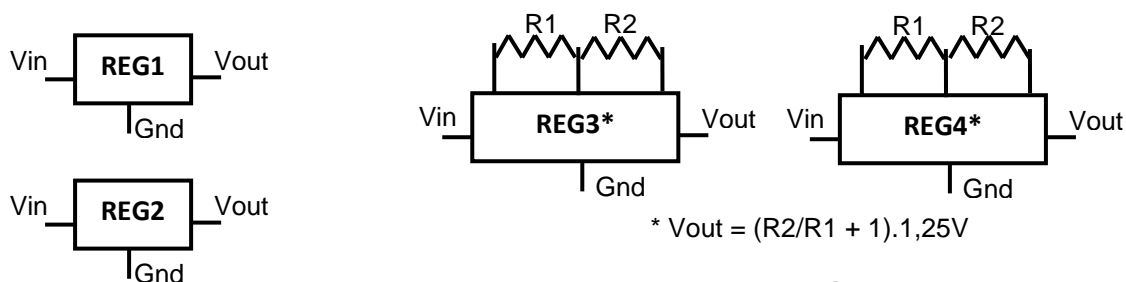 Vin REG1 Vout
Gnd
Vin REG2 Vout
Gnd
R1 R2
Vin REG3* Vout
Gnd
R1 R2
Vin REG4* Vout
Gnd
* Vout = (R2/R1 + 1).1,25V